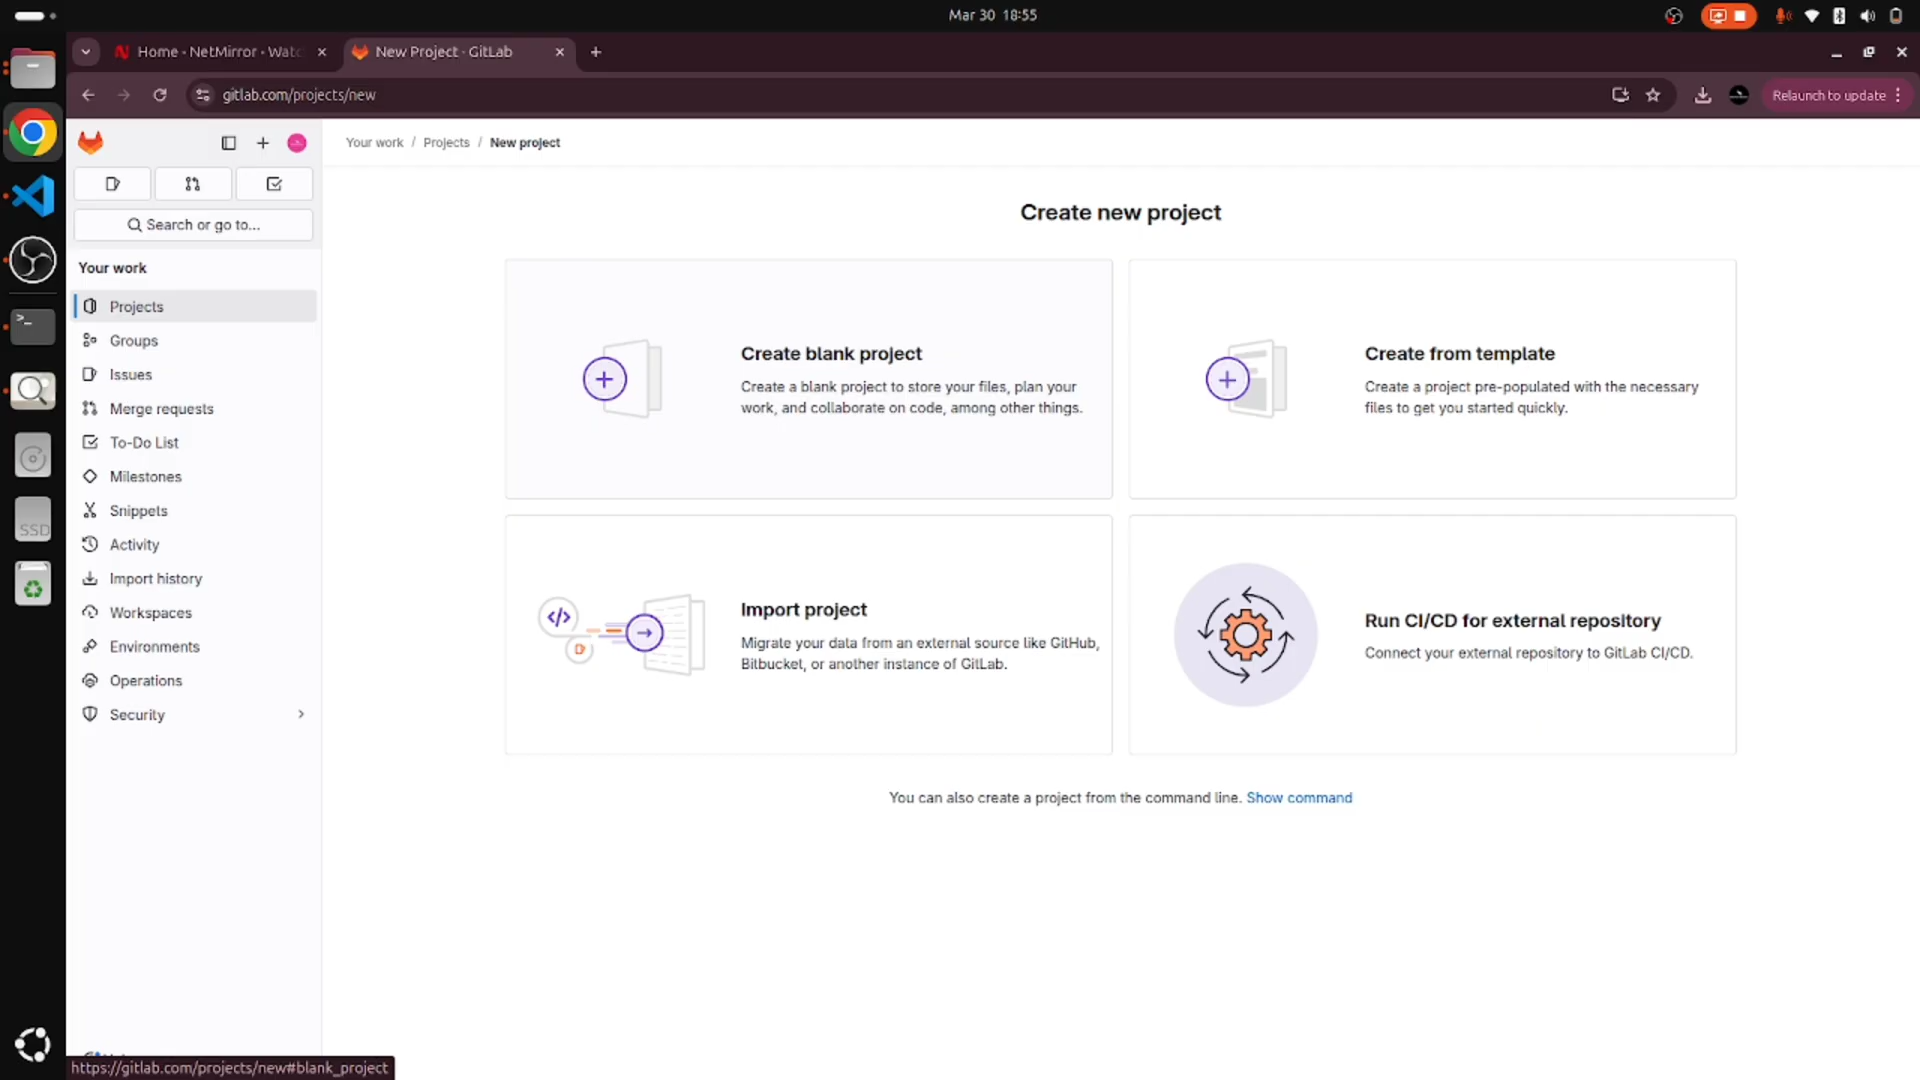 Mar 30 18:55
Home - NetMirror - Watc
New Project · GitLab
gitlab.com/projects/new
Relaunch to update
Your work / Projects / New project
Search or go to...
Your work
Projects
Groups
Issues
Merge requests
To-Do List
Milestones
Snippets
Activity
Import history
Workspaces
Environments
Operations
Security
Create new project
Create blank project
Create a blank project to store your files, plan your
work, and collaborate on code, among other things.
Create from template
Create a project pre-populated with the necessary
files to get you started quickly.
Import project
Migrate your data from an external source like GitHub,
Bitbucket, or another instance of GitLab.
Run CI/CD for external repository
Connect your external repository to GitLab CI/CD.
You can also create a project from the command line. Show command
SSD
https://gitlab.com/projects/new#blank_project